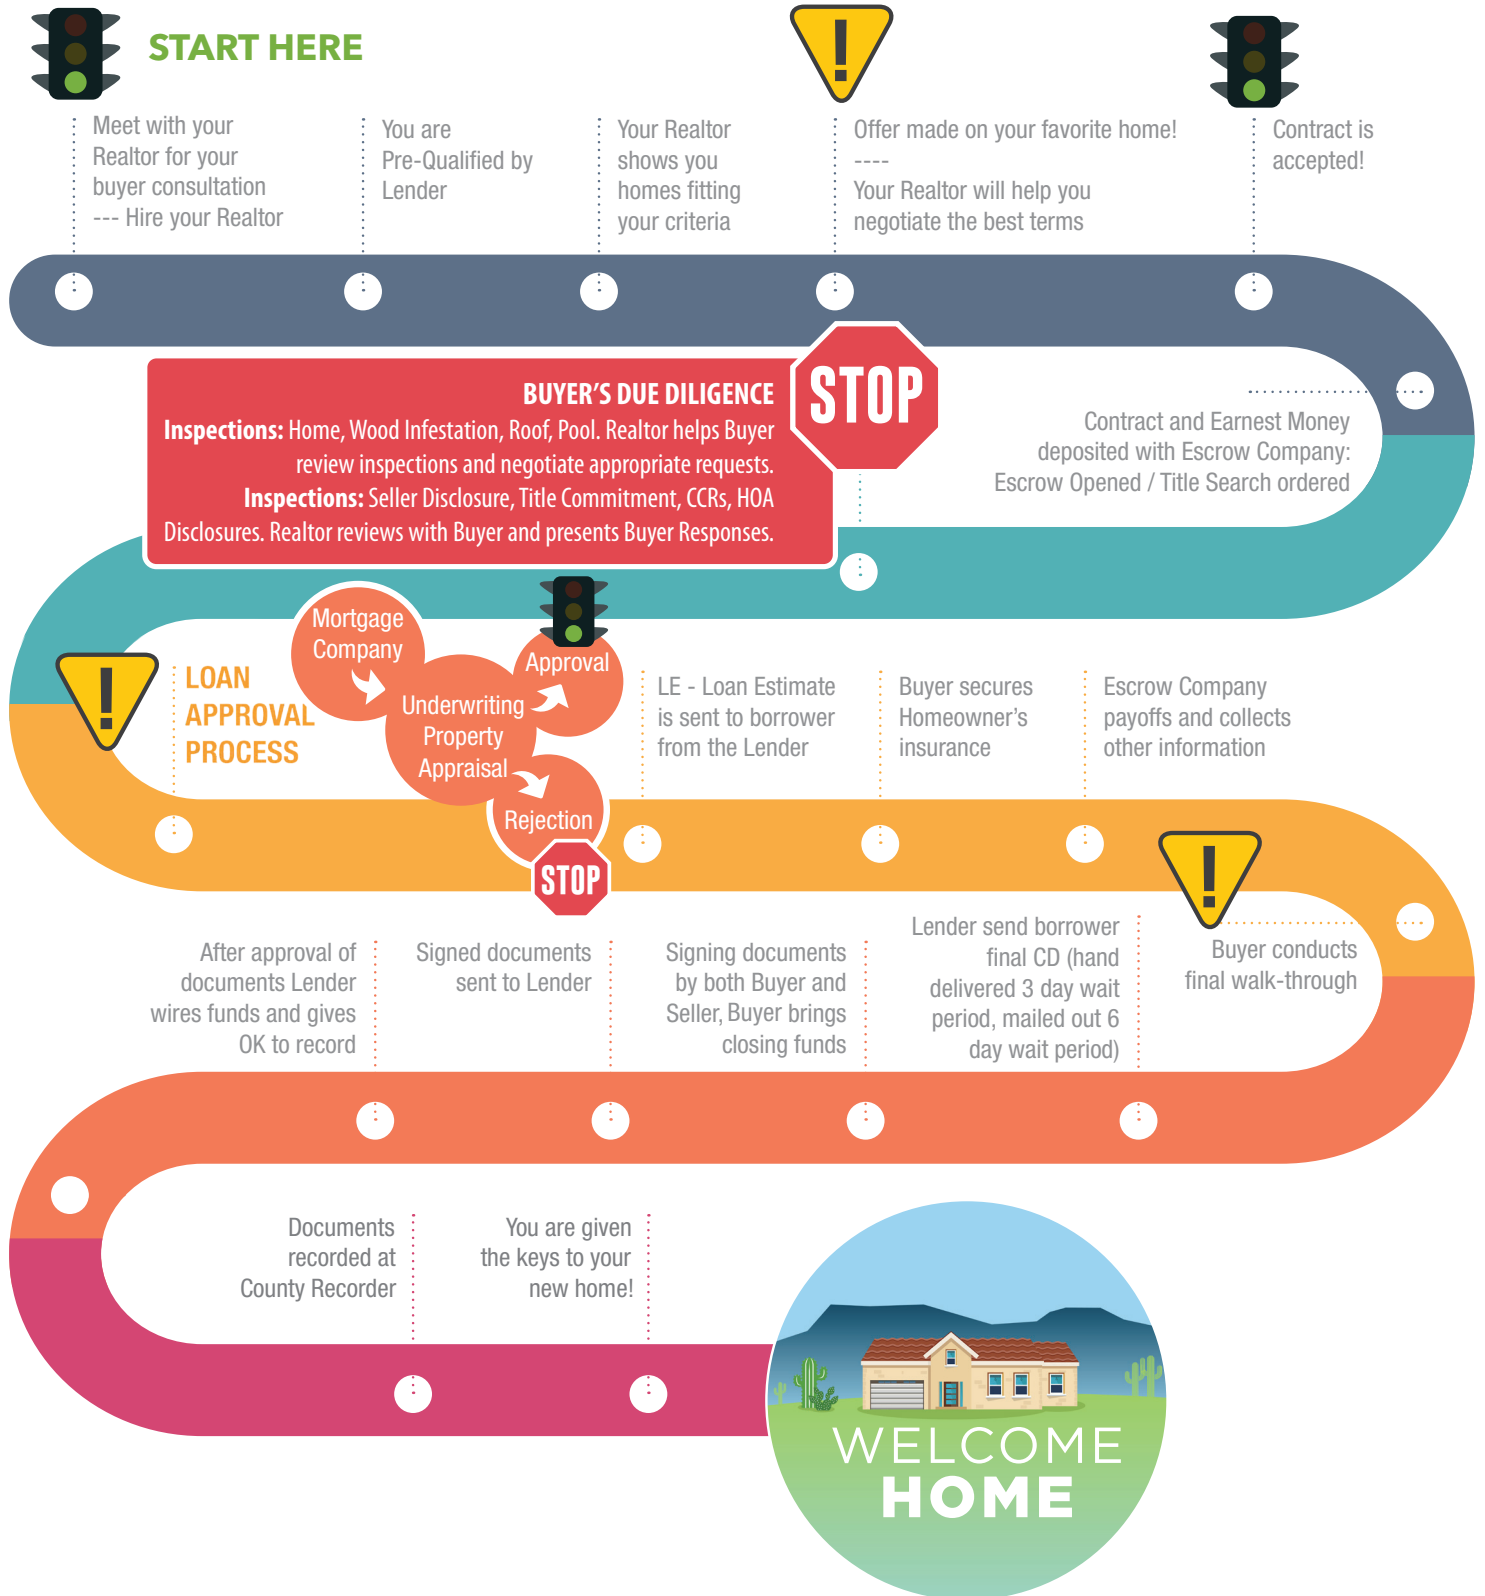 START HERE
Meet with your
Realtor for your
buyer consultation
--- Hire your Realtor
You are
Pre-Qualified by
Lender
Your Realtor
shows you
homes fitting
your criteria
Offer made on your favorite home!
----
Your Realtor will help you
negotiate the best terms
Contract is
accepted!
Contract and Earnest Money
deposited with Escrow Company:
Escrow Opened / Title Search ordered
STOP
BUYER'S DUE DILIGENCE
Inspections: Home, Wood Infestation, Roof, Pool. Realtor helps Buyer
review inspections and negotiate appropriate requests.
Inspections: Seller Disclosure, Title Commitment, CCRs, HOA
Disclosures. Realtor reviews with Buyer and presents Buyer Responses.
LOAN
APPROVAL
PROCESS
Mortgage
Company
Underwriting
Property
Appraisal
Approval
Rejection
STOP
LE - Loan Estimate
is sent to borrower
from the Lender
Buyer secures
Homeowner's
insurance
Escrow Company
payoffs and collects
other information
Buyer conducts
final walk-through
Lender send borrower
final CD (hand
delivered 3 day wait
period, mailed out 6
day wait period)
Signing documents
by both Buyer and
Seller, Buyer brings
closing funds
Signed documents
sent to Lender
After approval of
documents Lender
wires funds and gives
OK to record
Documents
recorded at
County Recorder
You are given
the keys to your
new home!
WELCOME
HOME